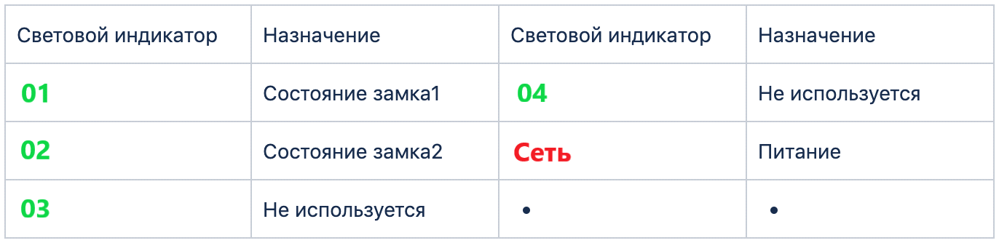 Световой индикатор Назначение Световой индикатор Назначение
01 Состояние замка1 04 Не используется
02 Состояние замка2 Сеть Питание
03 Не используется • •